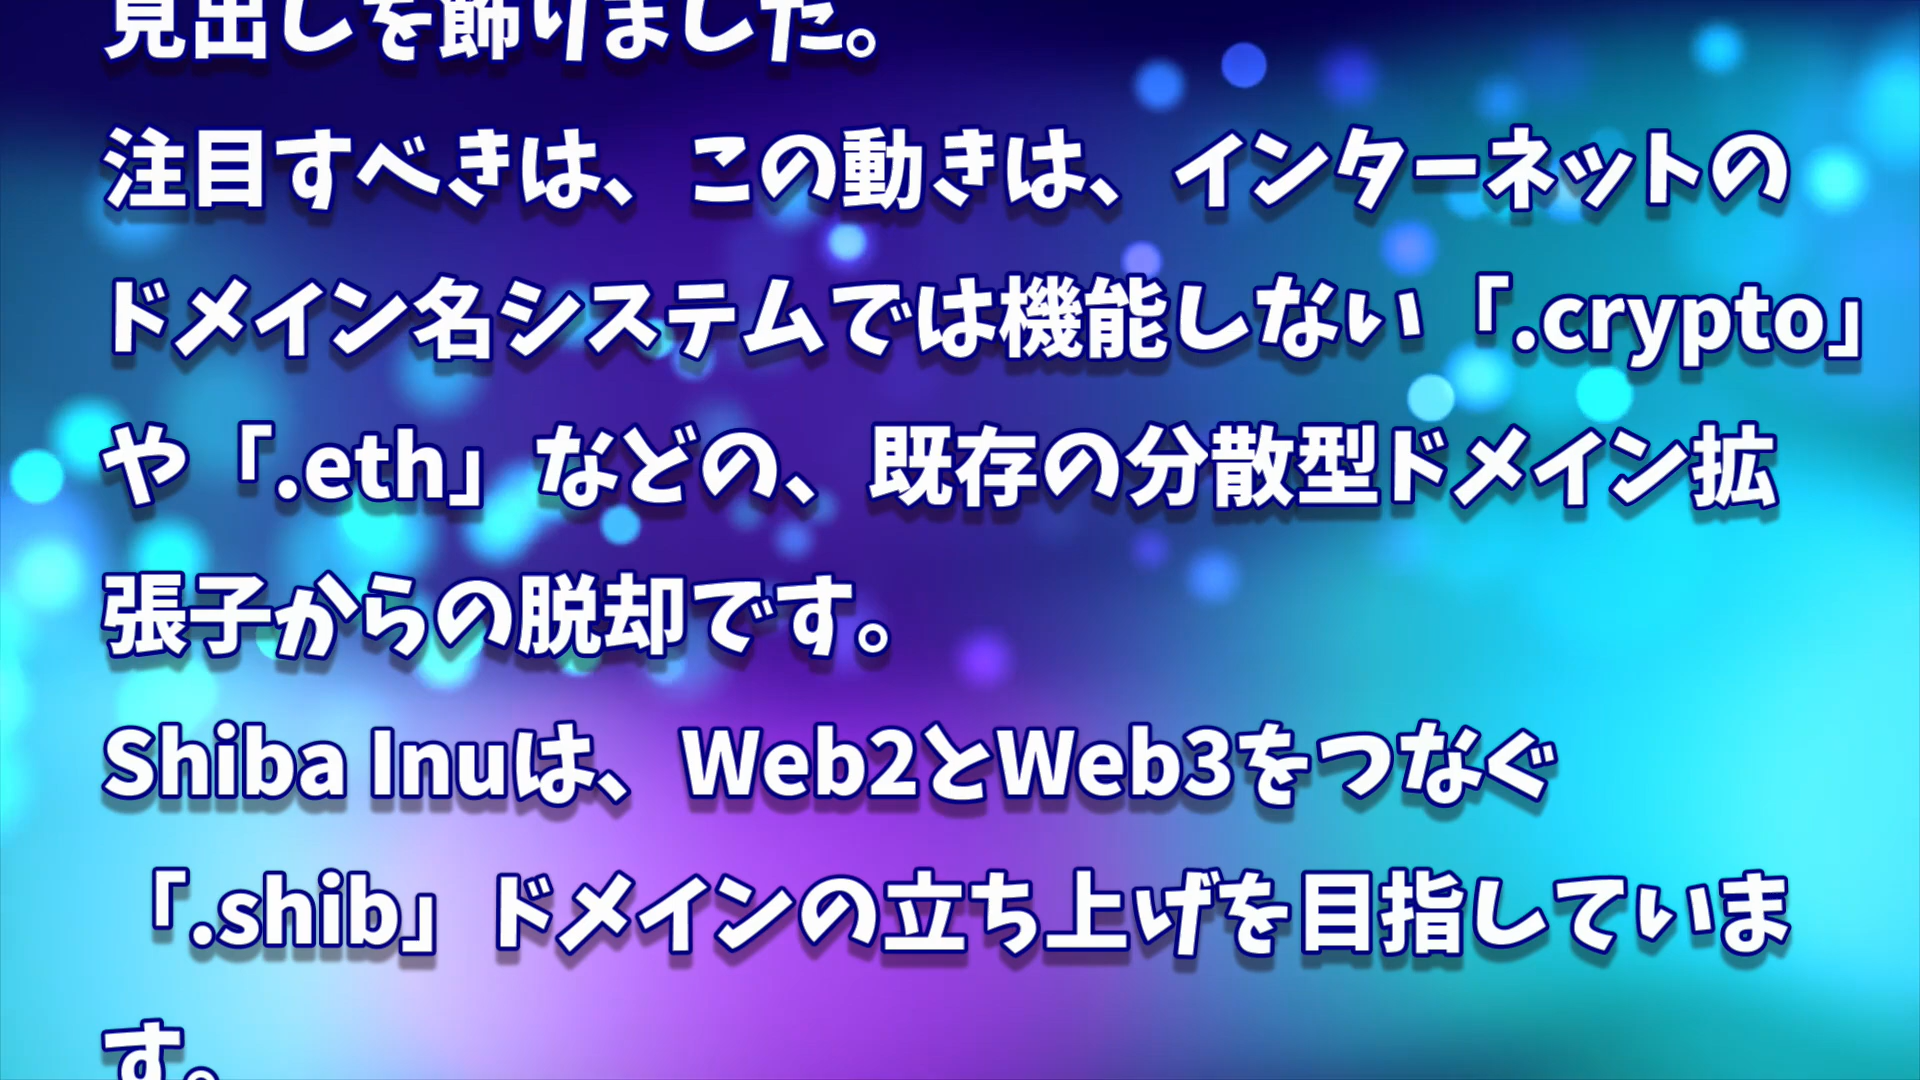 見出しを飾りました。
注目すべきは、この動きは、インターネットの
ドメイン名システムでは機能しない「.crypto」
や「.eth」などの、既存の分散型ドメイン拡
張子からの脱却です。
Shiba Inuは、Web2とWeb3をつなぐ
「.shib」ドメインの立ち上げを目指していま
す。